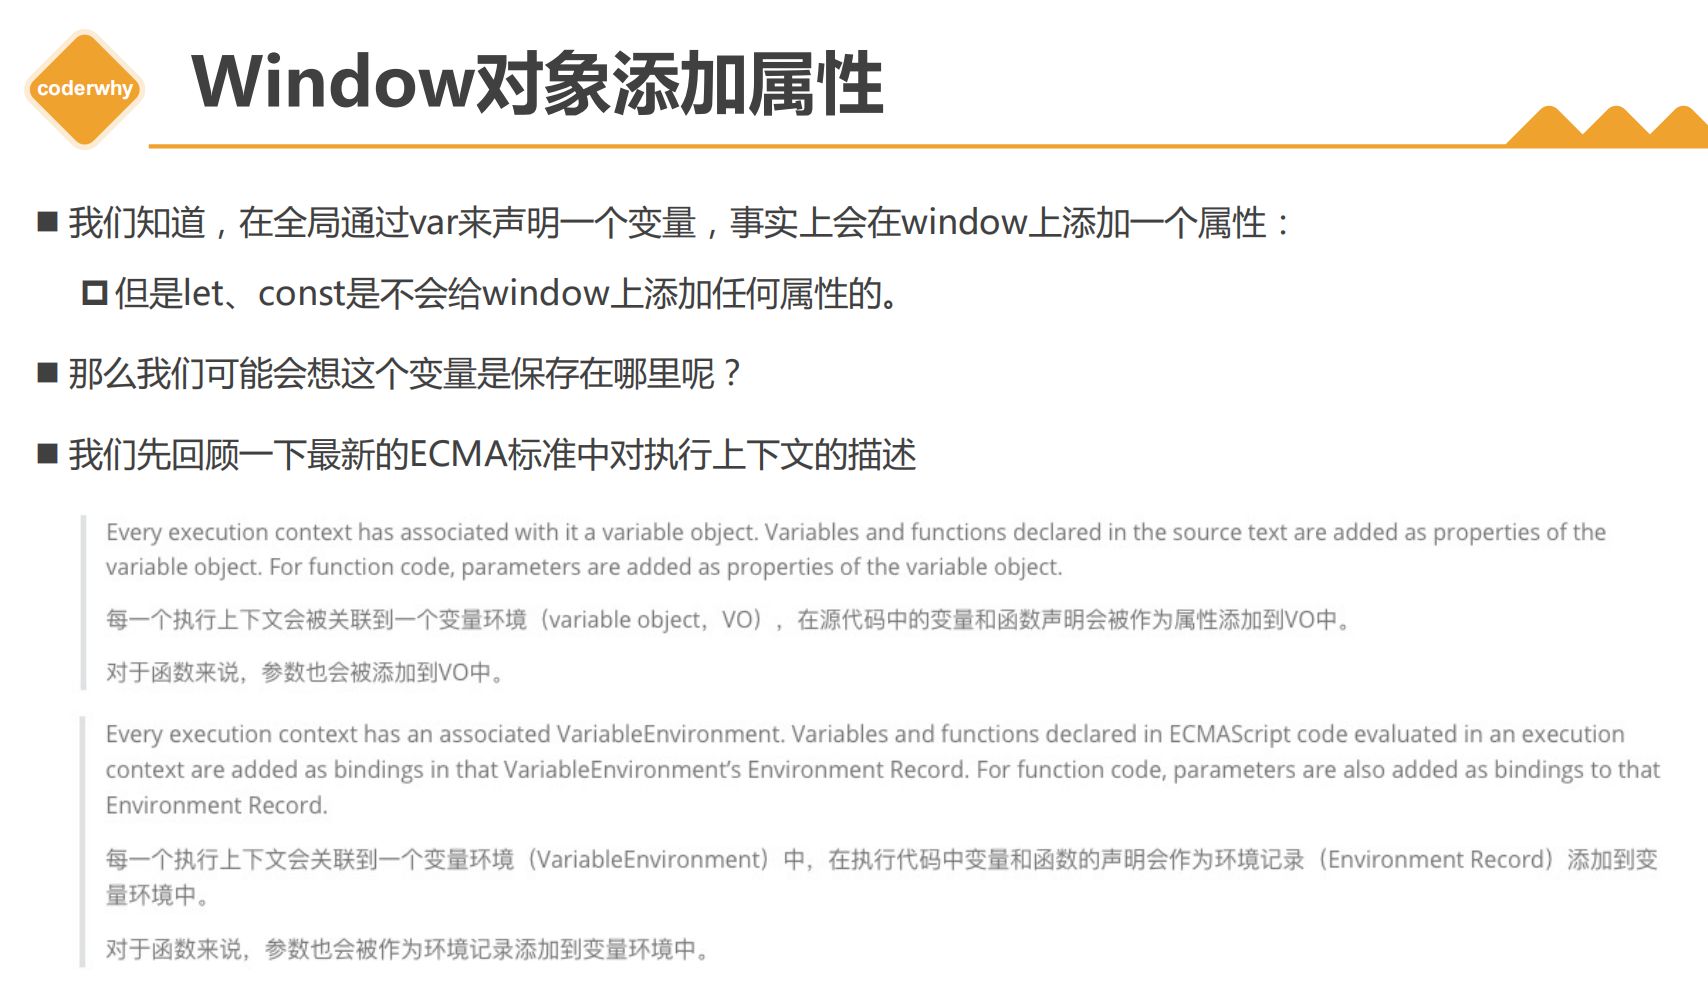 coderwhy
Window对象添加属性
我们知道，在全局通过var来声明一个变量，事实上会在window上添加一个属性：
但是let、const是不会给window上添加任何属性的。
那么我们可能会想这个变量是保存在哪里呢？
我们先回顾一下最新的ECMA标准中对执行上下文的描述
Every execution context has associated with it a variable object. Variables and functions declared in the source text are added as properties of the
variable object. For function code, parameters are added as properties of the variable object.
每一个执行上下文会被关联到一个变量环境（variable object，VO），在源代码中的变量和函数声明会被作为属性添加到VO中。
对于函数来说，参数也会被添加到VO中。
Every execution context has an associated VariableEnvironment. Variables and functions declared in ECMAScript code evaluated in an execution
context are added as bindings in that VariableEnvironment’s Environment Record. For function code, parameters are also added as bindings to that
Environment Record.
每一个执行上下文会关联到一个变量环境（VariableEnvironment）中，在执行代码中变量和函数的声明会作为环境记录（Environment Record）添加到变
量环境中。
对于函数来说，参数也会被作为环境记录添加到变量环境中。